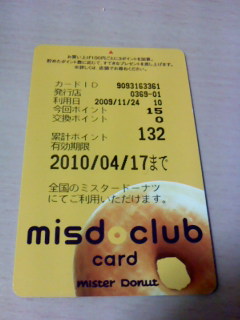 カードID 9093163361
発行店 0369-01
利用日 2009/11/24 10
今回ポイント 15
交換ポイント 0
累計ポイント 132
有効期限
2010/04/17まで
全国のミスタードーナツ
にてご利用いただけます。
misd club
card
mister Donut